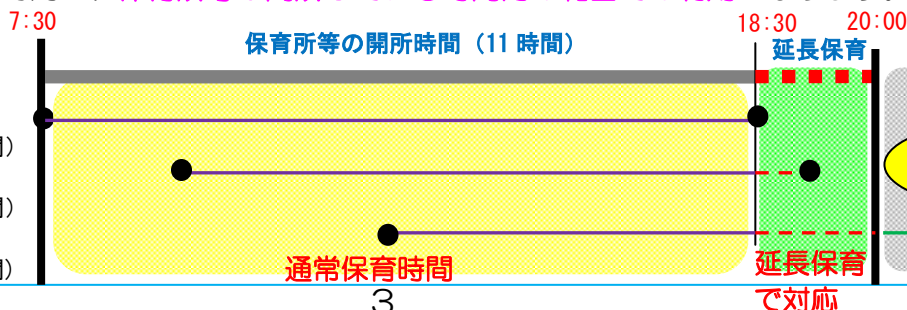 7:30
18:30
20:00
保育所等の開所時間（11 時間）
延長保育
間）
間）
間）
通常保育時間
延長保育
で対応
3